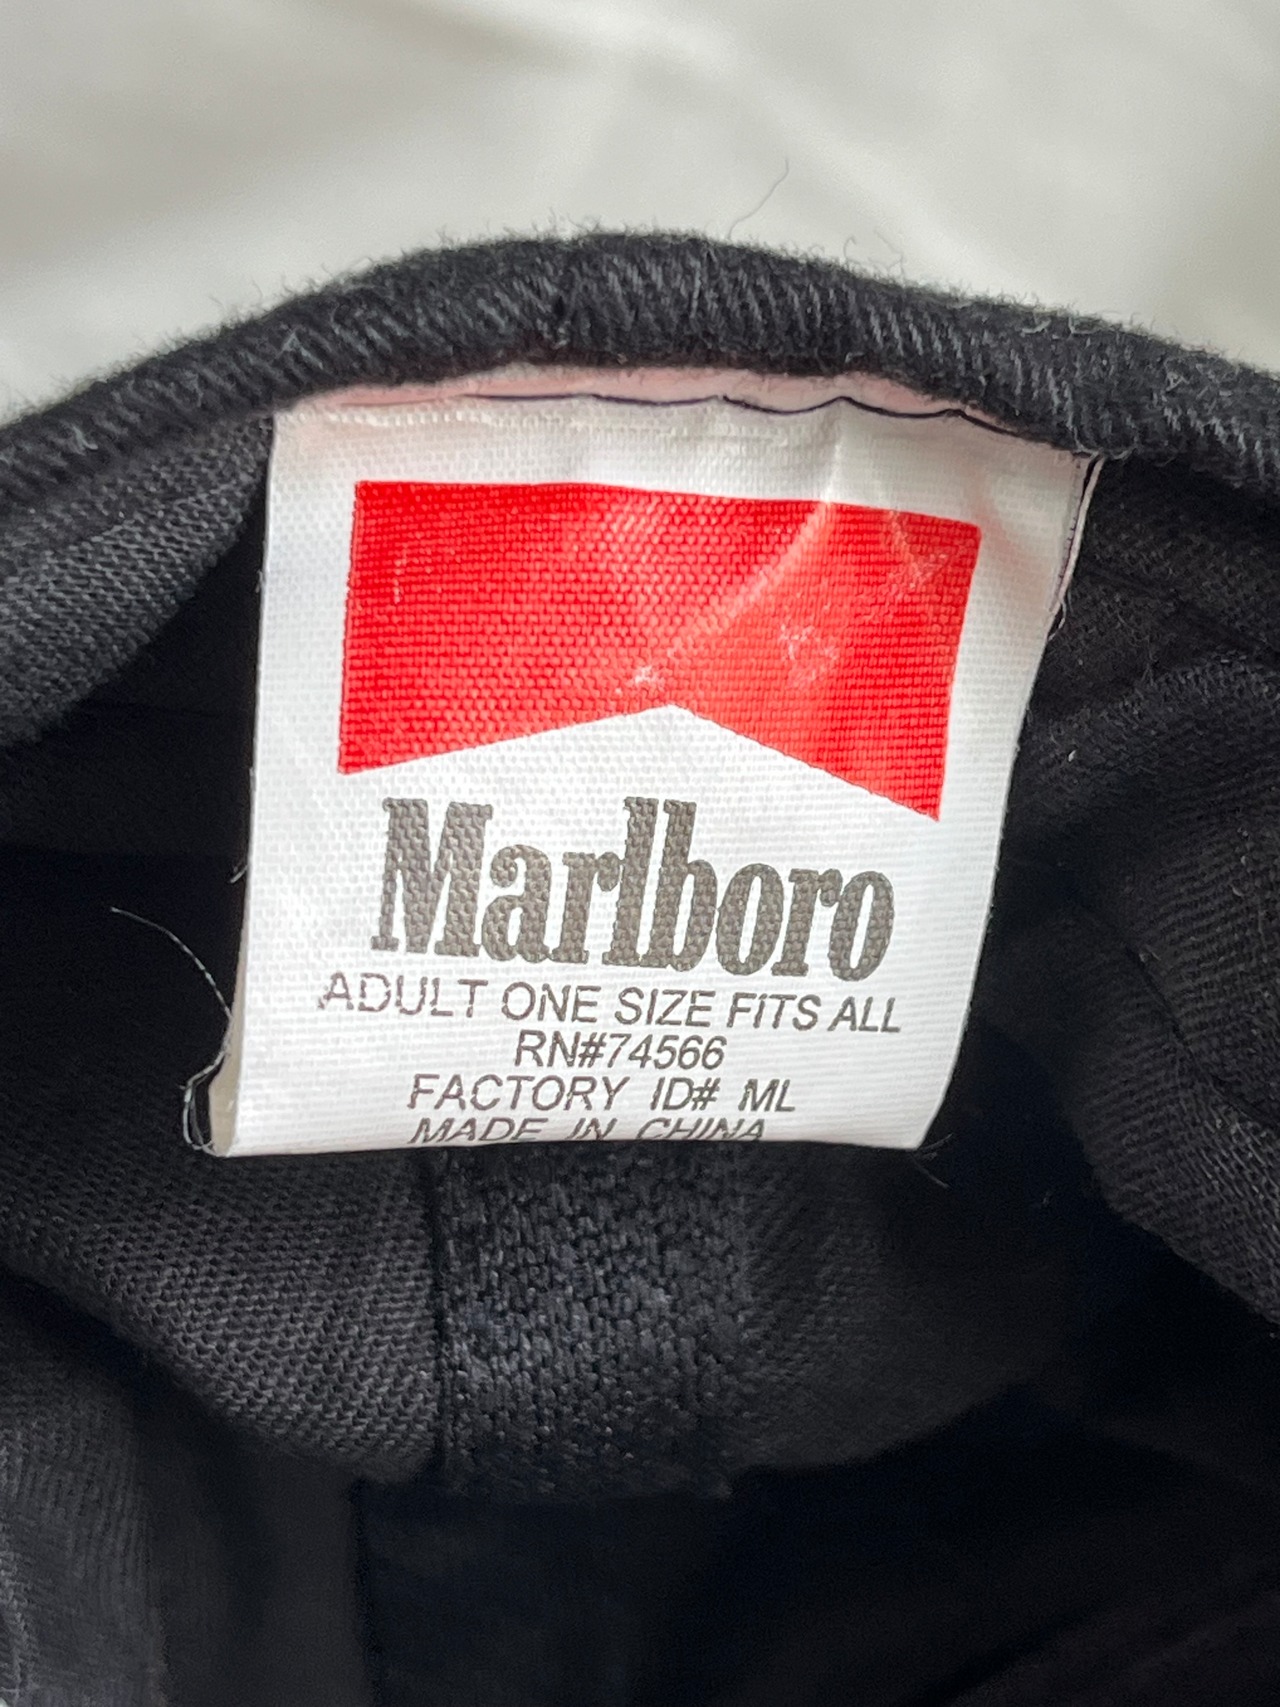 Marlboro
ADULT ONE SIZE FITS ALL
RN#74566
FACTORY ID# ML
MADE IN CHINA